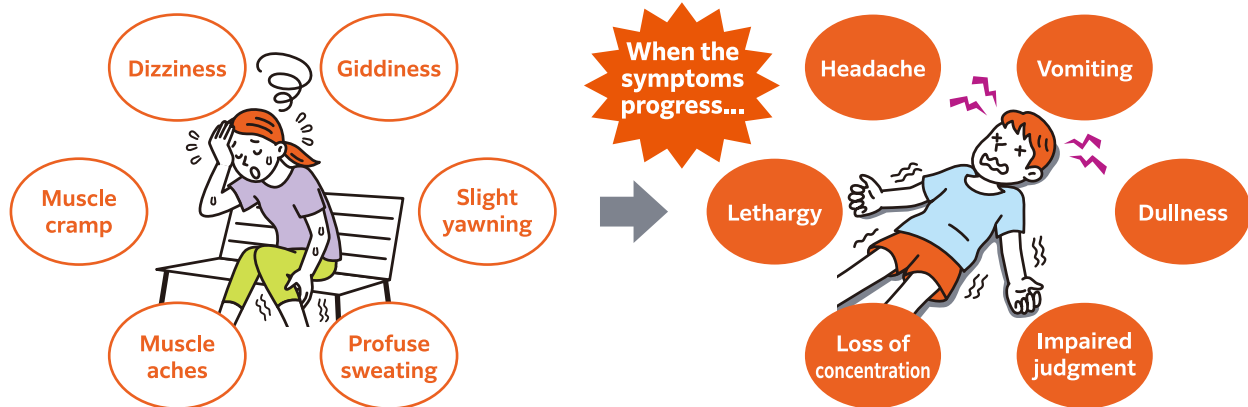 Dizziness
Giddiness
Muscle
cramp
Slight
yawning
Muscle
aches
Profuse
sweating
When the
symptoms
progress...
Headache
Vomiting
Lethargy
Dullness
Loss of
concentration
Impaired
judgment